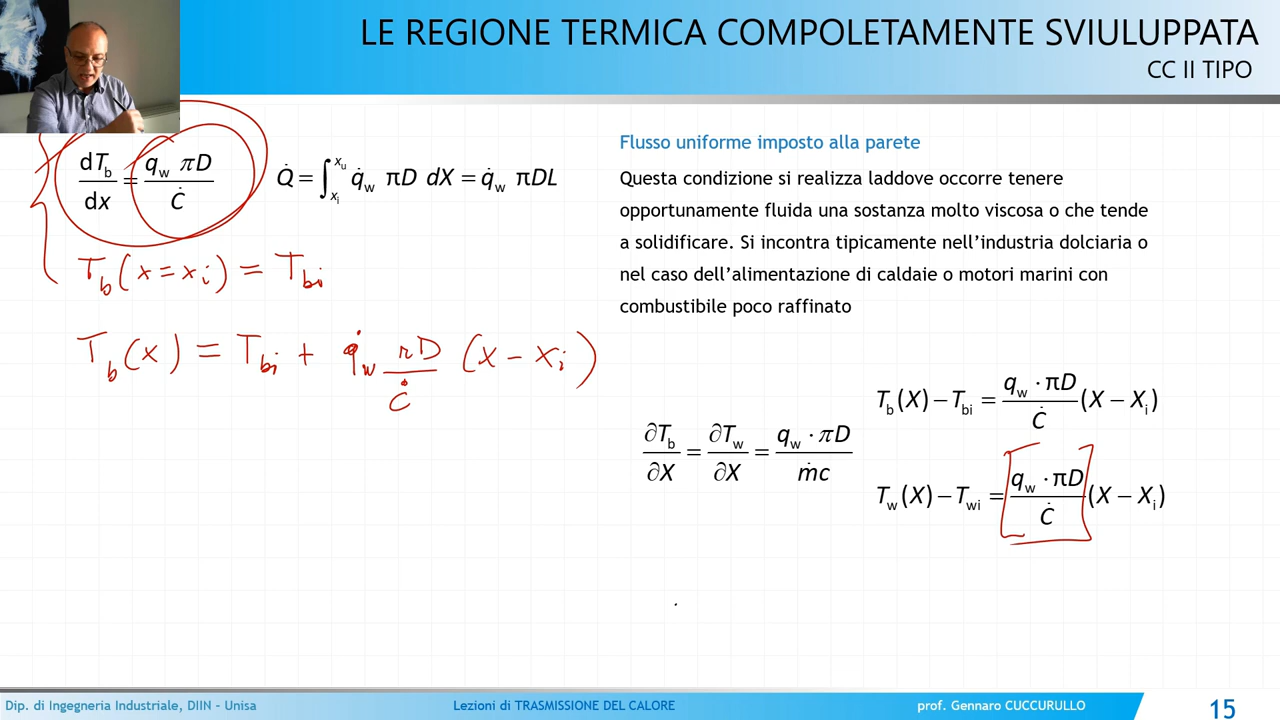 LE REGIONE TERMICA COMPOLETAMENTE SVIULUPPATA
CC II TIPO
dT_b/dx = q_w πD/Ċ
Q̇ = ∫_{x_i}^{x_u} q̇_w πD dX = q̇_w πDL
T_b(x=x_i) = T_bi
T_b(x) = T_bi + q̇_w πD/Ċ (x − x_i)
Flusso uniforme imposto alla parete
Questa condizione si realizza laddove occorre tenere
opportunamente fluida una sostanza molto viscosa o che tende
a solidificare. Si incontra tipicamente nell'industria dolciaria o
nel caso dell'alimentazione di caldaie o motori marini con
combustibile poco raffinato
T_b(X) − T_bi = q_w · πD/Ċ (X − X_i)
∂T_b/∂X = ∂T_w/∂X = q_w · πD/ṁc
T_w(X) − T_wi = q_w · πD/Ċ (X − X_i)
Dip. di Ingegneria Industriale, DIIN - Unisa
Lezioni di TRASMISSIONE DEL CALORE
prof. Gennaro CUCCURULLO
15